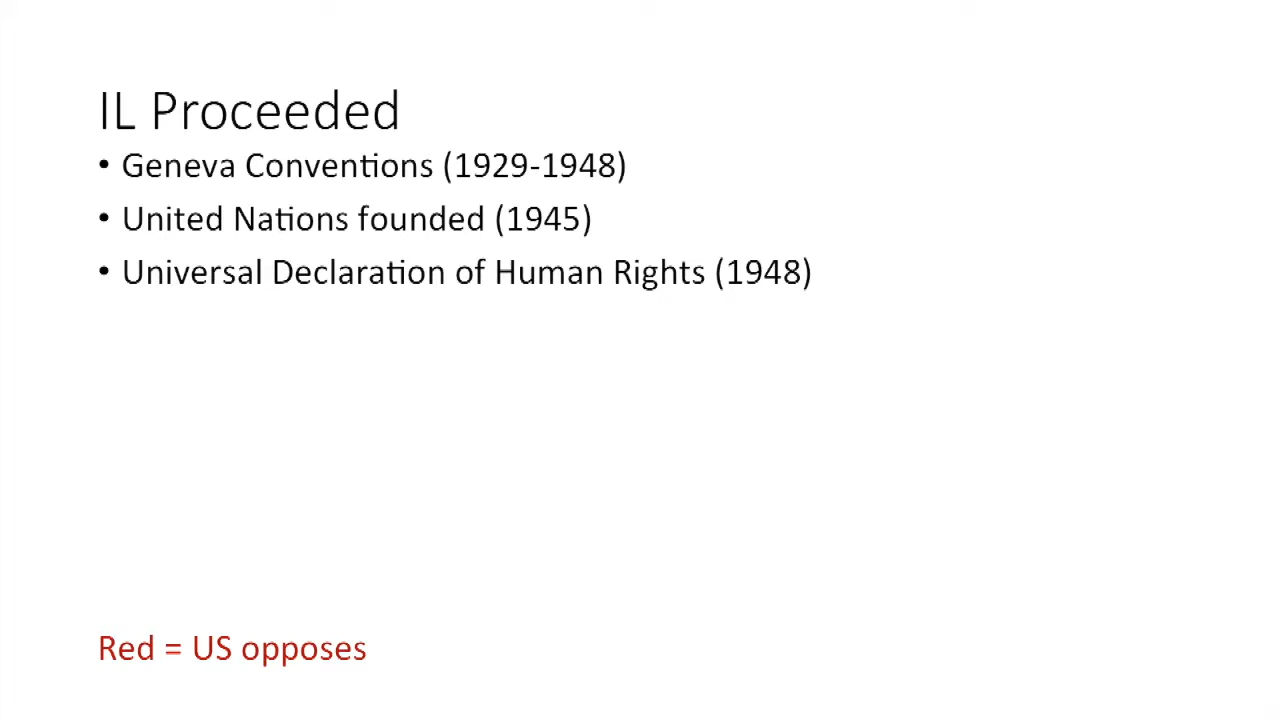 IL Proceeded
• Geneva Conventions (1929-1948)
• United Nations founded (1945)
• Universal Declaration of Human Rights (1948)
Red = US opposes